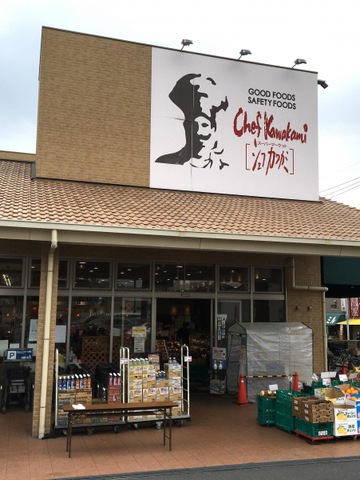 GOOD FOODS
SAFETY FOODS
Chef Kawakami
スーパーマーケット
[シェフカワカミ]
P